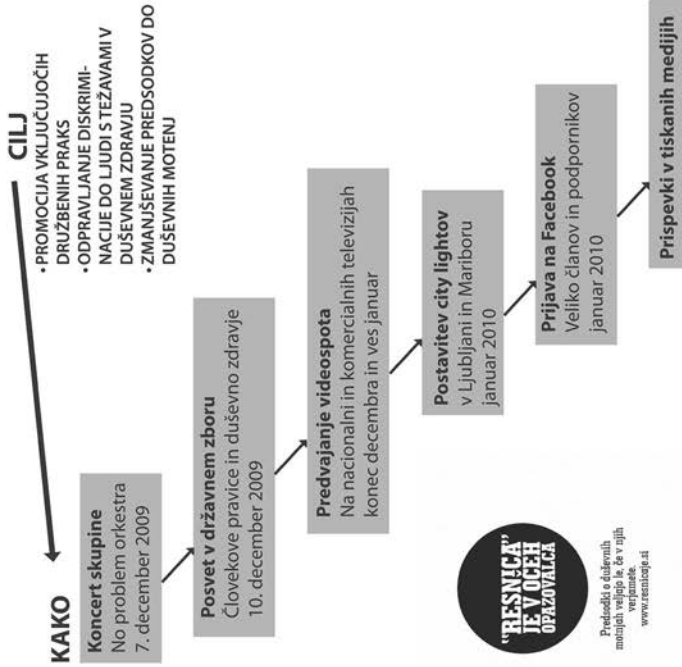 CILJ
• PROMOCIJA VKLJUČUJOČIH
DRUŽBENIH PRAKS
• ODPRAVLJANJE DISKRIMI-
NACIJE DO LJUDI S TEŽAVAMI V
DUŠEVNEM ZDRAVJU
• ZMANJŠEVANJE PREDSODKOV DO
DUŠEVNIH MOTENJ
KAKO
Koncert skupine
No problem orkestra
7. december 2009
Posvet v državnem zboru
Človekove pravice in duševno zdravje
10. december 2009
Predvajanje videospota
Na nacionalni in komercialnih televizijah
konec decembra in ves januar
Postavitev city lightov
v Ljubljani in Mariboru
januar 2010
Prijava na Facebook
Veliko članov in podpornikov
januar 2010
Prispevki v tiskanih medijih
"RESNICA"
JE V OČEH
OPAZOVALCA
Predsodki o duševnih
motnjah veljajo le, če v njih
verjamete.
www.resnicaje.si